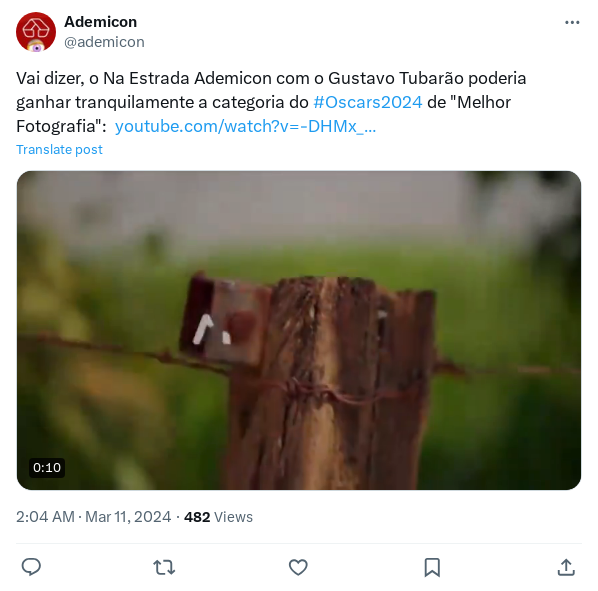 Ademicon
@ademicon
Vai dizer, o Na Estrada Ademicon com o Gustavo Tubarão poderia
ganhar tranquilamente a categoria do #Oscars2024 de "Melhor
Fotografia": youtube.com/watch?v=-DHMx_…
Translate post
0:10
2:04 AM · Mar 11, 2024 · 482 Views